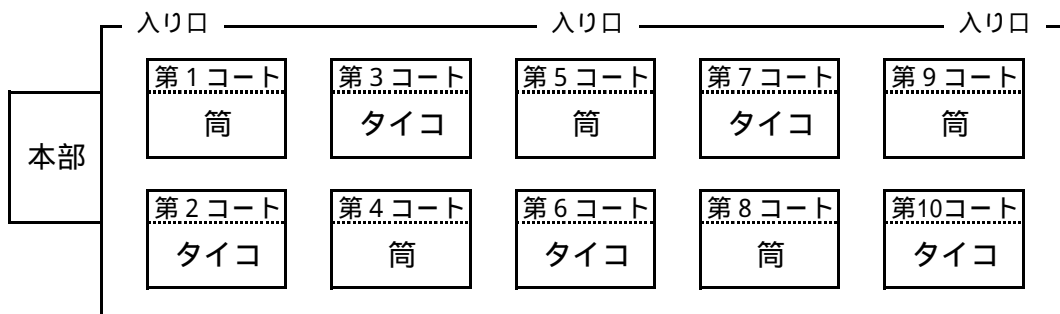 入り口 入り口 入り口
第1コート 第3コート 第5コート 第7コート 第9コート
筒 タイコ 筒 タイコ 筒
本部
第2コート 第4コート 第6コート 第8コート 第10コート
タイコ 筒 タイコ 筒 タイコ